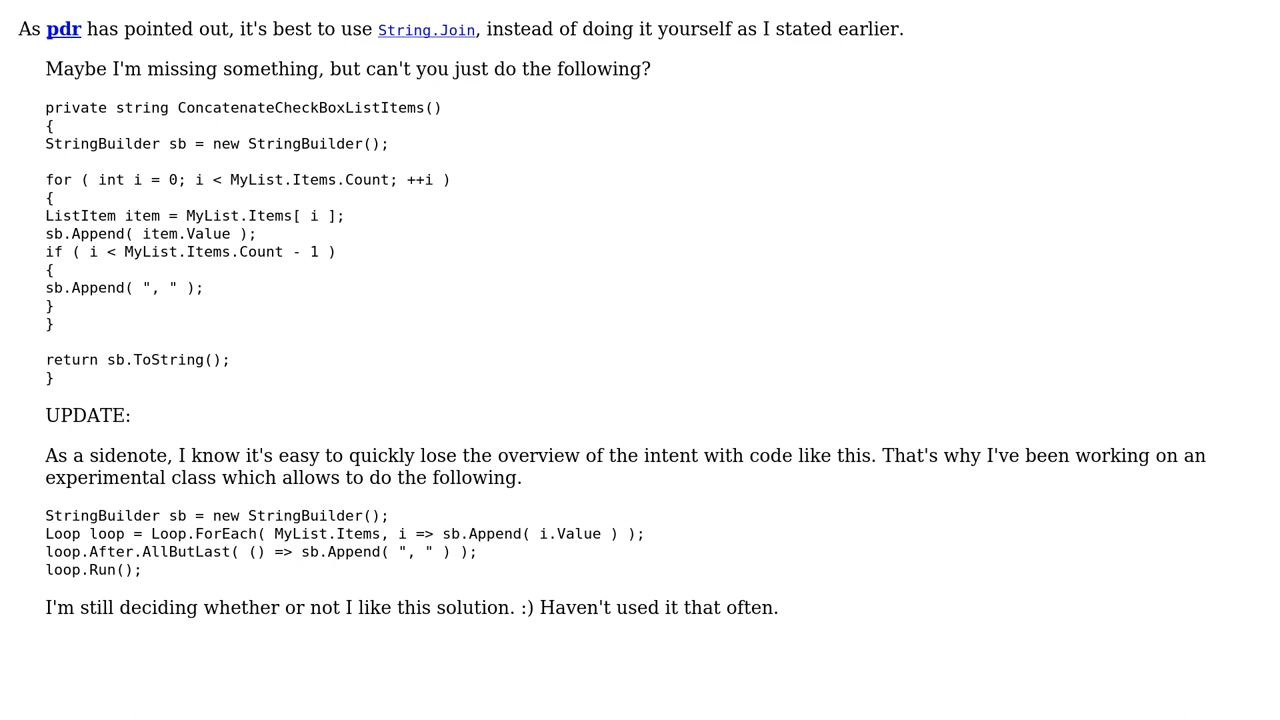 As pdr has pointed out, it's best to use String.Join, instead of doing it yourself as I stated earlier.
Maybe I'm missing something, but can't you just do the following?
private string ConcatenateCheckBoxListItems()
{
StringBuilder sb = new StringBuilder();
for ( int i = 0; i < MyList.Items.Count; ++i )
{
ListItem item = MyList.Items[ i ];
sb.Append( item.Value );
if ( i < MyList.Items.Count - 1 )
{
sb.Append( ", " );
}
}
return sb.ToString();
}
UPDATE:
As a sidenote, I know it's easy to quickly lose the overview of the intent with code like this. That's why I've been working on an
experimental class which allows to do the following.
StringBuilder sb = new StringBuilder();
Loop loop = Loop.ForEach( MyList.Items, i => sb.Append( i.Value ) );
loop.After.AllButLast( () => sb.Append( ", " ) );
loop.Run();
I'm still deciding whether or not I like this solution. :) Haven't used it that often.